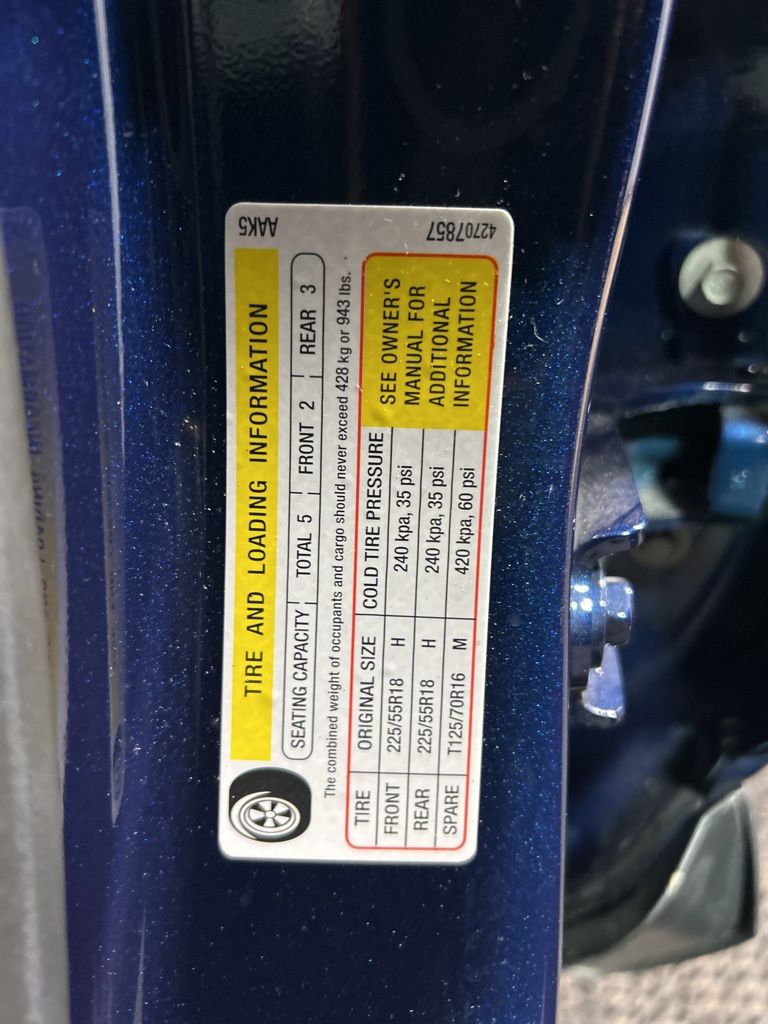 TIRE AND LOADING INFORMATION
SEATING CAPACITY TOTAL 5 FRONT 2 REAR 3
The combined weight of occupants and cargo should never exceed 428 kg or 943 lbs.
TIRE ORIGINAL SIZE COLD TIRE PRESSURE
FRONT 225/55R18 H 240 kpa, 35 psi
REAR 225/55R18 H 240 kpa, 35 psi
SPARE T125/70R16 M 420 kpa, 60 psi
SEE OWNER'S
MANUAL FOR
ADDITIONAL
INFORMATION
AAK5
42707857